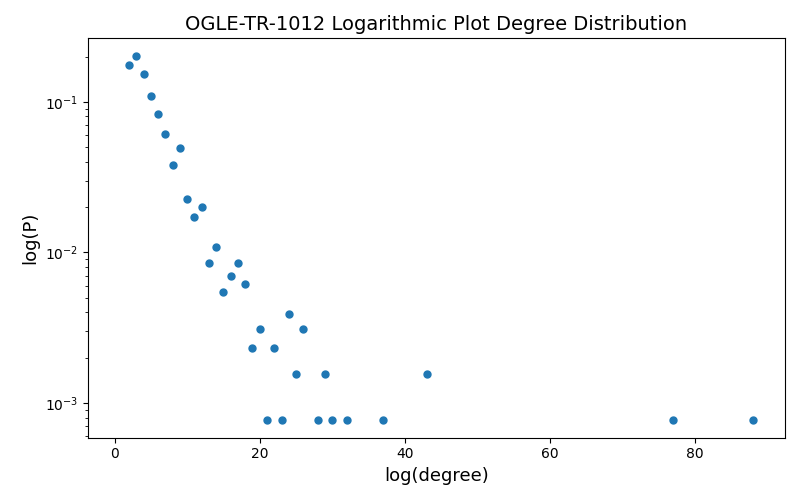 OGLE-TR-1012 Logarithmic Plot Degree Distribution
10⁻¹
10⁻²
10⁻³
log(P)
0 20 40 60 80
log(degree)